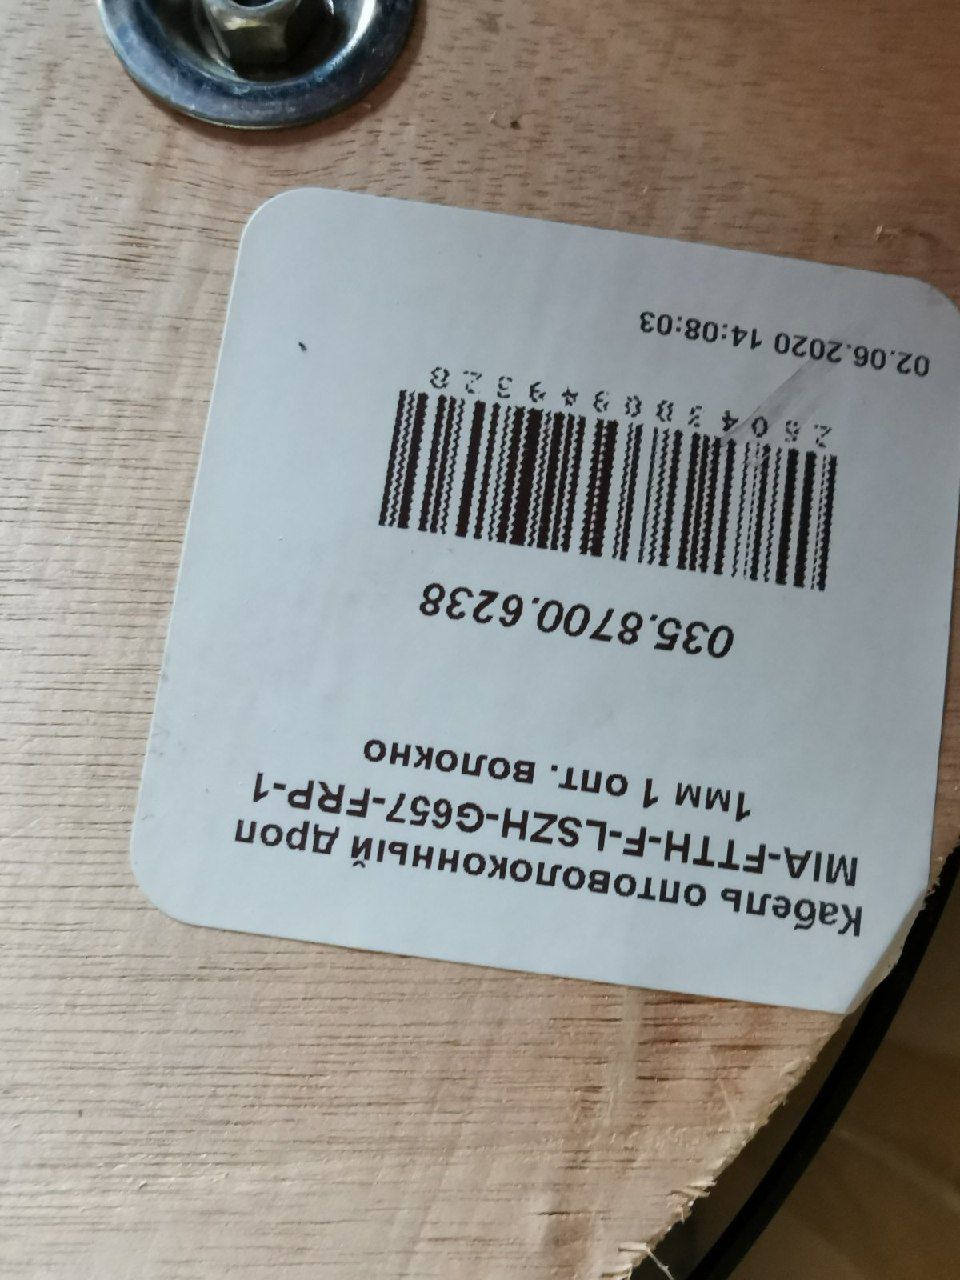 Кабель оптоволоконный дроп
MIA-FTTH-F-LSZH-G657-FRP-1
1мм 1 опт. волокно
035.8700.6238
02.06.2020 14:08:03